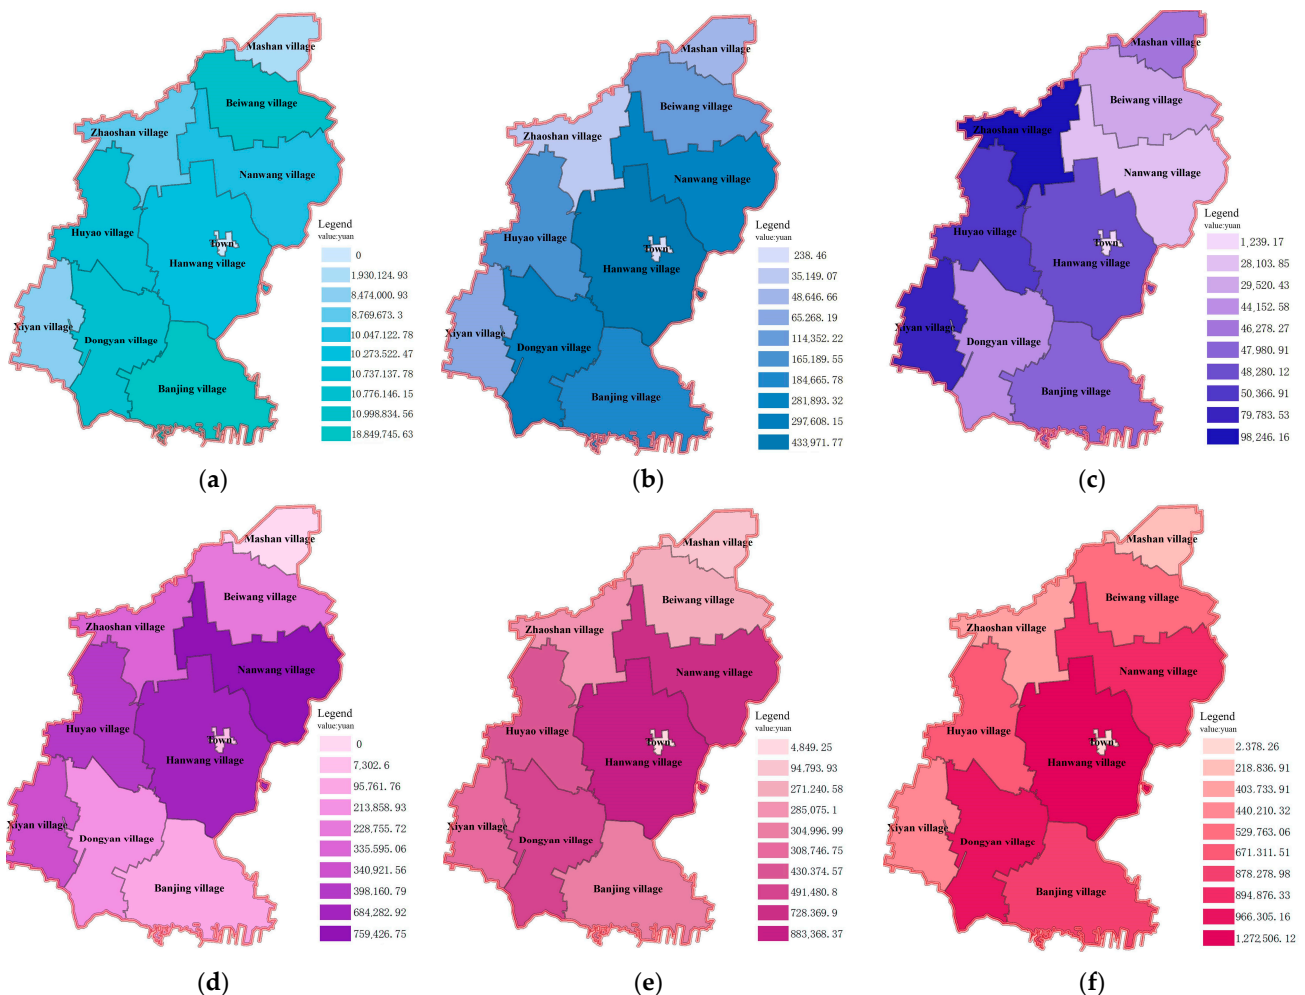 Mashan village
Beiwang village
Zhaoshan village
Nanwang village
Huyao village
Town
Hanwang village
Xiyan village
Dongyan village
Banjing village
Legend
value:yuan
0
1.930,124.93
8,474,000.93
8,769,673.3
10,047,122.78
10,273,522.47
10,737,137.78
10,776,146.15
10,998,834.56
18,849,745.63
(a)
Mashan village
Beiwang village
Zhaoshan village
Nanwang village
Huyao village
Town
Hanwang village
Xiyan village
Dongyan village
Banjing village
Legend
value:yuan
238.46
35,149.07
48,646.66
65,268.19
114,352.22
165,189.55
184,665.78
281,893.32
297,608.15
433,971.77
(b)
Mashan village
Beiwang village
Zhaoshan village
Nanwang village
Huyao village
Town
Hanwang village
Xiyan village
Dongyan village
Banjing village
Legend
value:yuan
1,239.17
28,103.85
29,520.43
44,152.58
46,278.27
47,980.91
48,280.12
50,366.91
79,783.53
98,246.16
(c)
Mashan village
Beiwang village
Zhaoshan village
Nanwang village
Huyao village
Town
Hanwang village
Xiyan village
Dongyan village
Banjing village
Legend
value:yuan
0
7,302.6
95,761.76
213,858.93
228,755.72
335,595.06
340,921.56
398,160.79
684,282.92
759,426.75
(d)
Mashan village
Beiwang village
Zhaoshan village
Nanwang village
Huyao village
Town
Hanwang village
Xiyan village
Dongyan village
Banjing village
Legend
value:yuan
4,849.25
94,793.93
271,240.58
285,075.1
304,996.99
308,746.75
430,374.57
491,480.8
728,369.9
883,368.37
(e)
Mashan village
Beiwang village
Zhaoshan village
Nanwang village
Huyao village
Town
Hanwang village
Xiyan village
Dongyan village
Banjing village
Legend
value:yuan
2.378.26
218,836.91
403,733.91
440,210.32
529,763.06
671,311.51
878,278.98
894,876.33
966,305.16
1,272,506.12
(f)